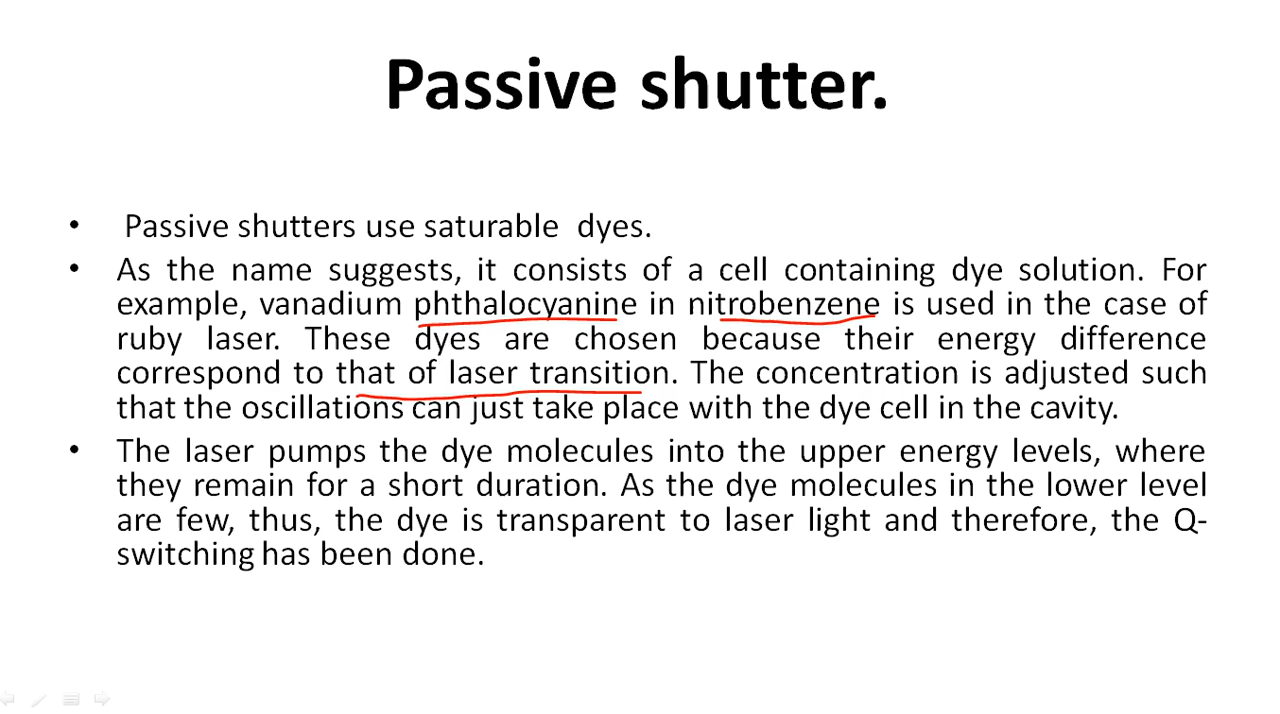 Passive shutter.
• Passive shutters use saturable dyes.
• As the name suggests, it consists of a cell containing dye solution. For
example, vanadium phthalocyanine in nitrobenzene is used in the case of
ruby laser. These dyes are chosen because their energy difference
correspond to that of laser transition. The concentration is adjusted such
that the oscillations can just take place with the dye cell in the cavity.
• The laser pumps the dye molecules into the upper energy levels, where
they remain for a short duration. As the dye molecules in the lower level
are few, thus, the dye is transparent to laser light and therefore, the Q-
switching has been done.